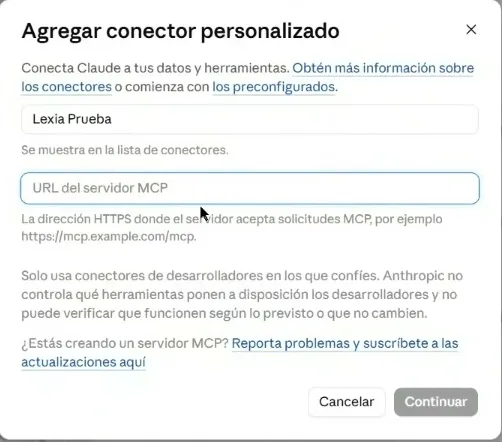 Agregar conector personalizado
Conecta Claude a tus datos y herramientas. Obtén más información sobre
los conectores o comienza con los preconfigurados.
Lexia Prueba
Se muestra en la lista de conectores.
URL del servidor MCP
La dirección HTTPS donde el servidor acepta solicitudes MCP, por ejemplo
https://mcp.example.com/mcp.
Solo usa conectores de desarrolladores en los que confíes. Anthropic no
controla qué herramientas ponen a disposición los desarrolladores y no
puede verificar que funcionen según lo previsto o que no cambien.
¿Estás creando un servidor MCP? Reporta problemas y suscríbete a las
actualizaciones aquí
Cancelar
Continuar